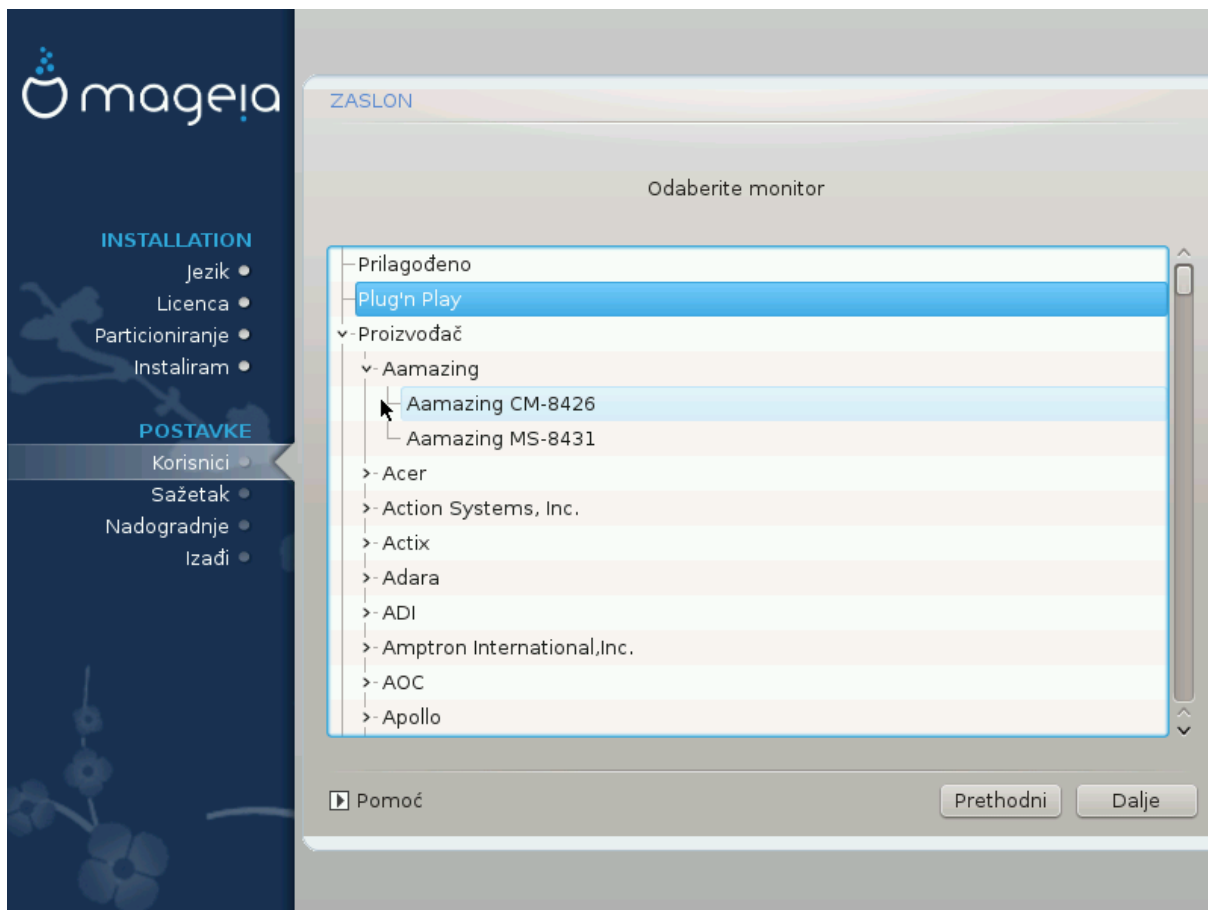 mageia
INSTALLATION
Jezik
Licenca
Particioniranje
Instaliram
POSTAVKE
Korisnici
Sažetak
Nadogradnje
Izađi
ZASLON
Odaberite monitor
Prilagođeno
Plug'n Play
Proizvođač
Aamazing
Aamazing CM-8426
Aamazing MS-8431
Acer
Action Systems, Inc.
Actix
Adara
ADI
Amptron International,Inc.
AOC
Apollo
Pomoć
Prethodni
Dalje